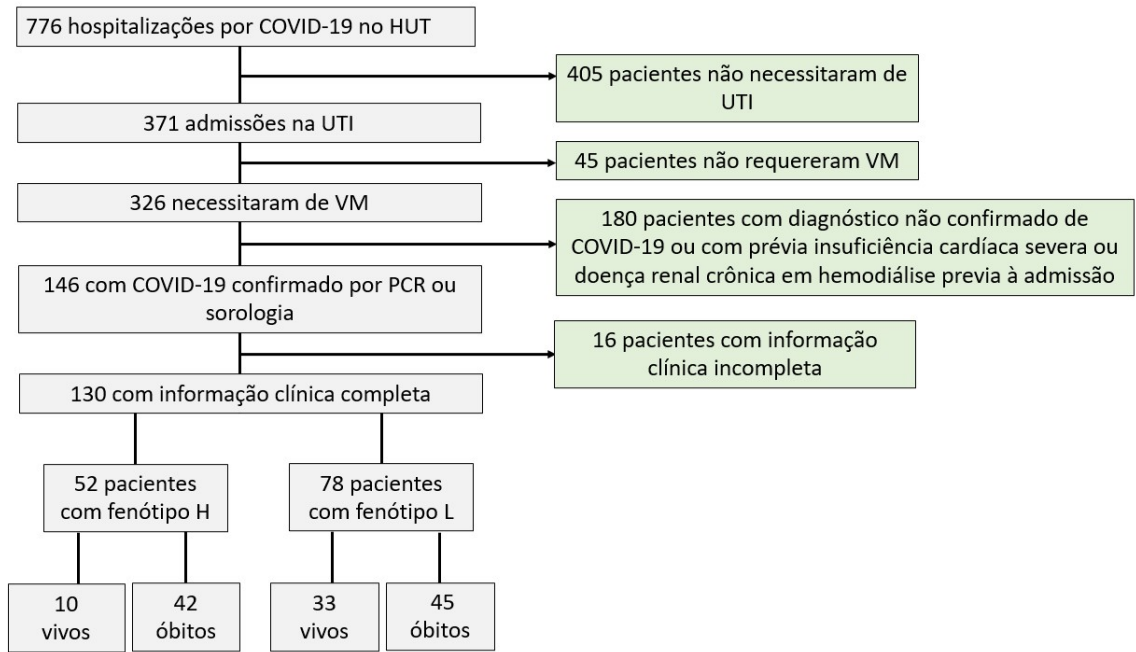 776 hospitalizações por COVID-19 no HUT
405 pacientes não necessitaram de
UTI
371 admissões na UTI
45 pacientes não requereram VM
326 necessitaram de VM
180 pacientes com diagnóstico não confirmado de
COVID-19 ou com prévia insuficiência cardíaca severa ou
doença renal crônica em hemodiálise previa à admissão
146 com COVID-19 confirmado por PCR ou
sorologia
16 pacientes com informação
clínica incompleta
130 com informação clínica completa
52 pacientes
com fenótipo H
78 pacientes
com fenótipo L
10
vivos
42
óbitos
33
vivos
45
óbitos